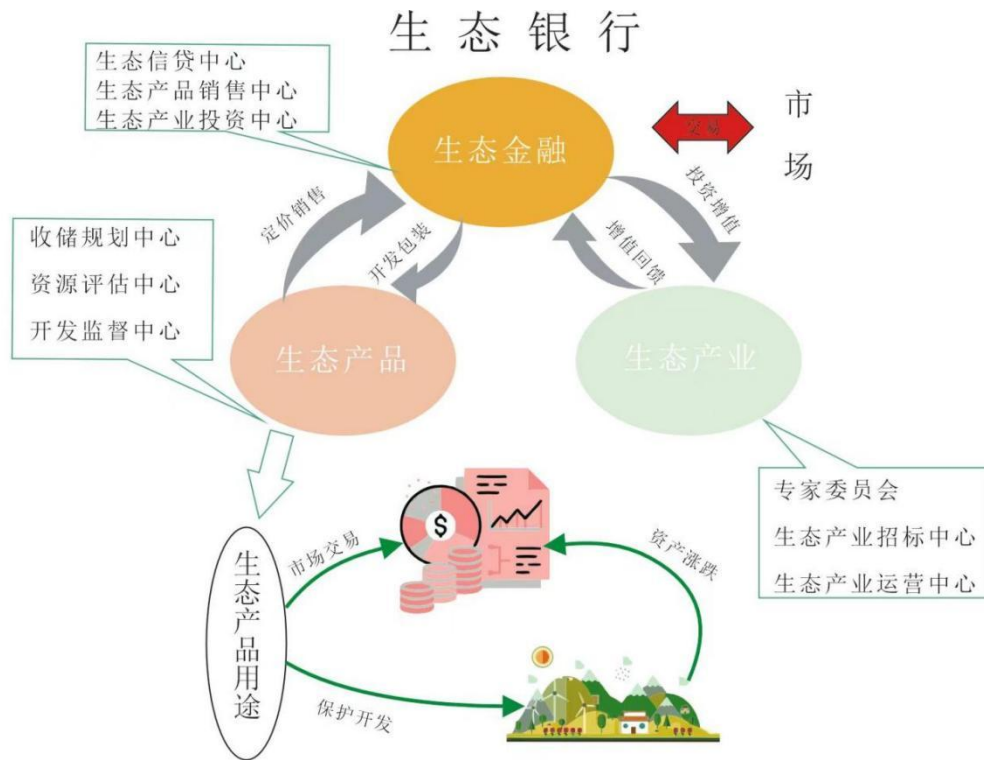 生态银行
生态信贷中心
生态产品销售中心
生态产业投资中心
市场
交易
生态金融
定价销售
开发包装
增值回馈
投资增值
收储规划中心
资源评估中心
开发监督中心
生态产品
生态产业
专家委员会
生态产业招标中心
生态产业运营中心
生态产品用途
市场交易
$
资产涨跌
保护开发